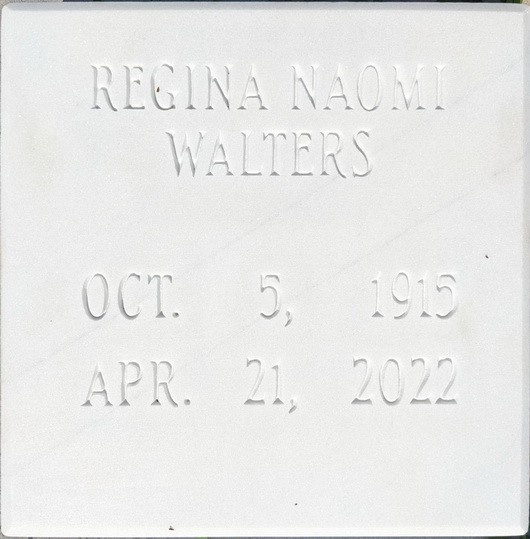 REGINA NAOMI
WALTERS
OCT. 5, 1915
APR. 21, 2022